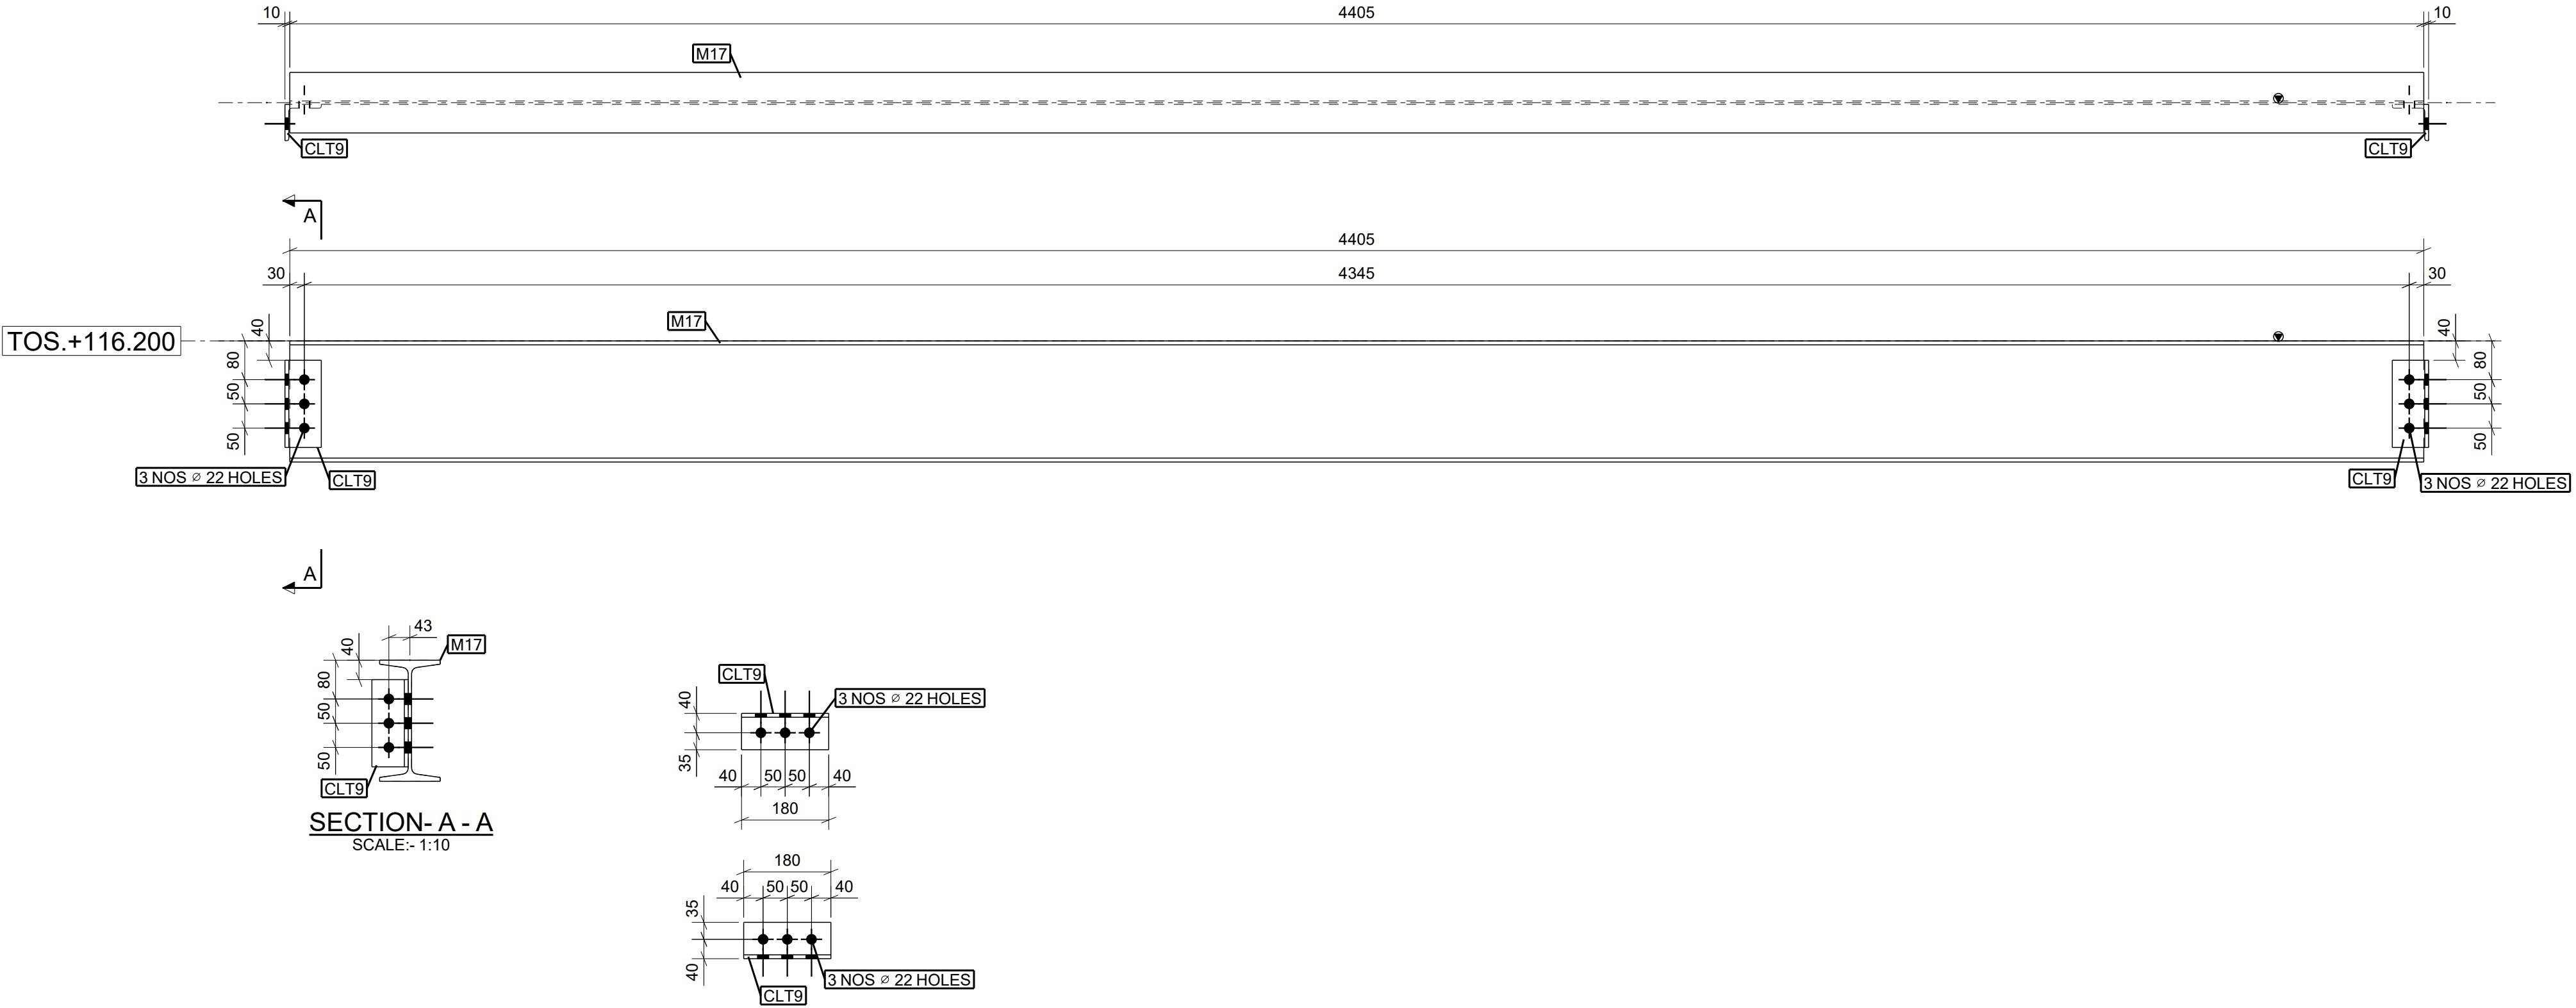 10
4405
10
M17
CLT9
CLT9
A
4405
30
4345
30
TOS.+116.200
40
80
50
50
M17
40
80
50
50
3 NOS ⌀ 22 HOLES
CLT9
CLT9
3 NOS ⌀ 22 HOLES
A
43
40
M17
80
50
50
CLT9
SECTION- A - A
SCALE:- 1:10
CLT9
3 NOS ⌀ 22 HOLES
40
35
40
50
50
40
180
180
40
50
50
40
35
40
3 NOS ⌀ 22 HOLES
CLT9